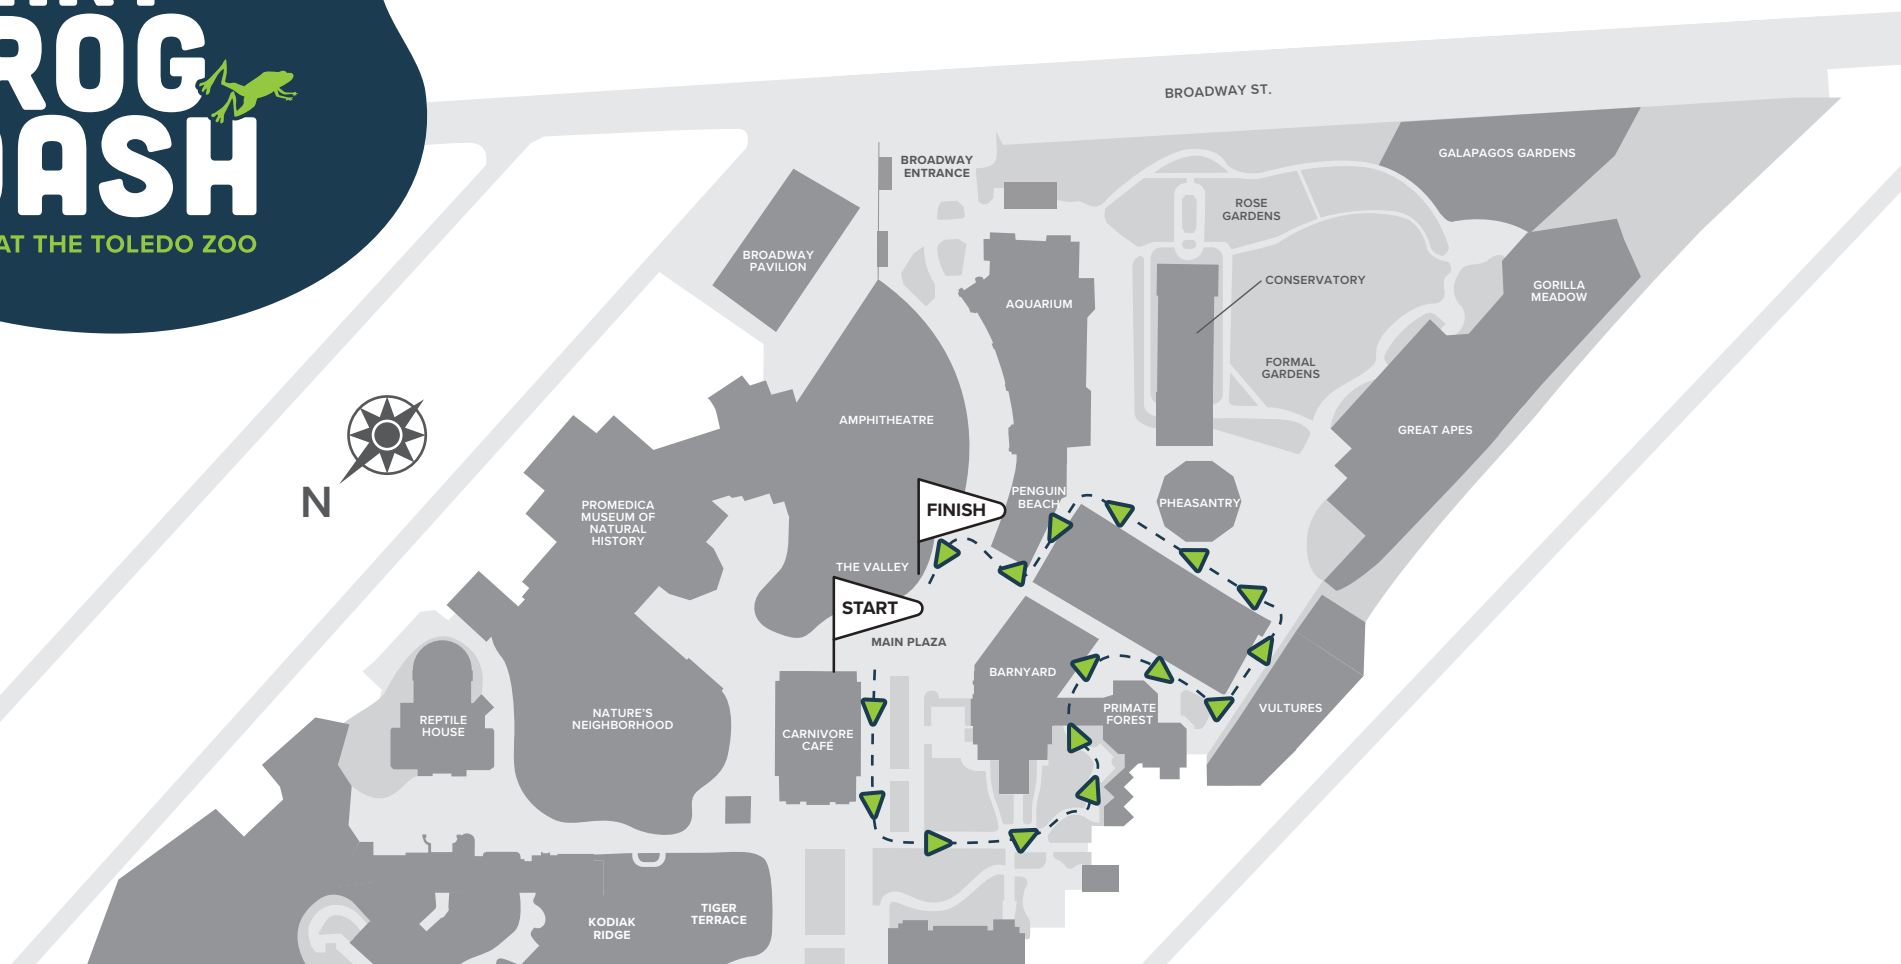 ROG
DASH
AT THE TOLEDO ZOO
BROADWAY ST.
BROADWAY
ENTRANCE
GALAPAGOS GARDENS
ROSE
GARDENS
BROADWAY
PAVILION
AQUARIUM
CONSERVATORY
GORILLA
MEADOW
FORMAL
GARDENS
AMPHITHEATRE
GREAT APES
N
PROMEDICA
MUSEUM OF
NATURAL
HISTORY
FINISH
PENGUIN
BEACH
PHEASANTRY
THE VALLEY
START
MAIN PLAZA
BARNYARD
REPTILE
HOUSE
NATURE'S
NEIGHBORHOOD
CARNIVORE
CAFÉ
PRIMATE
FOREST
VULTURES
KODIAK
RIDGE
TIGER
TERRACE